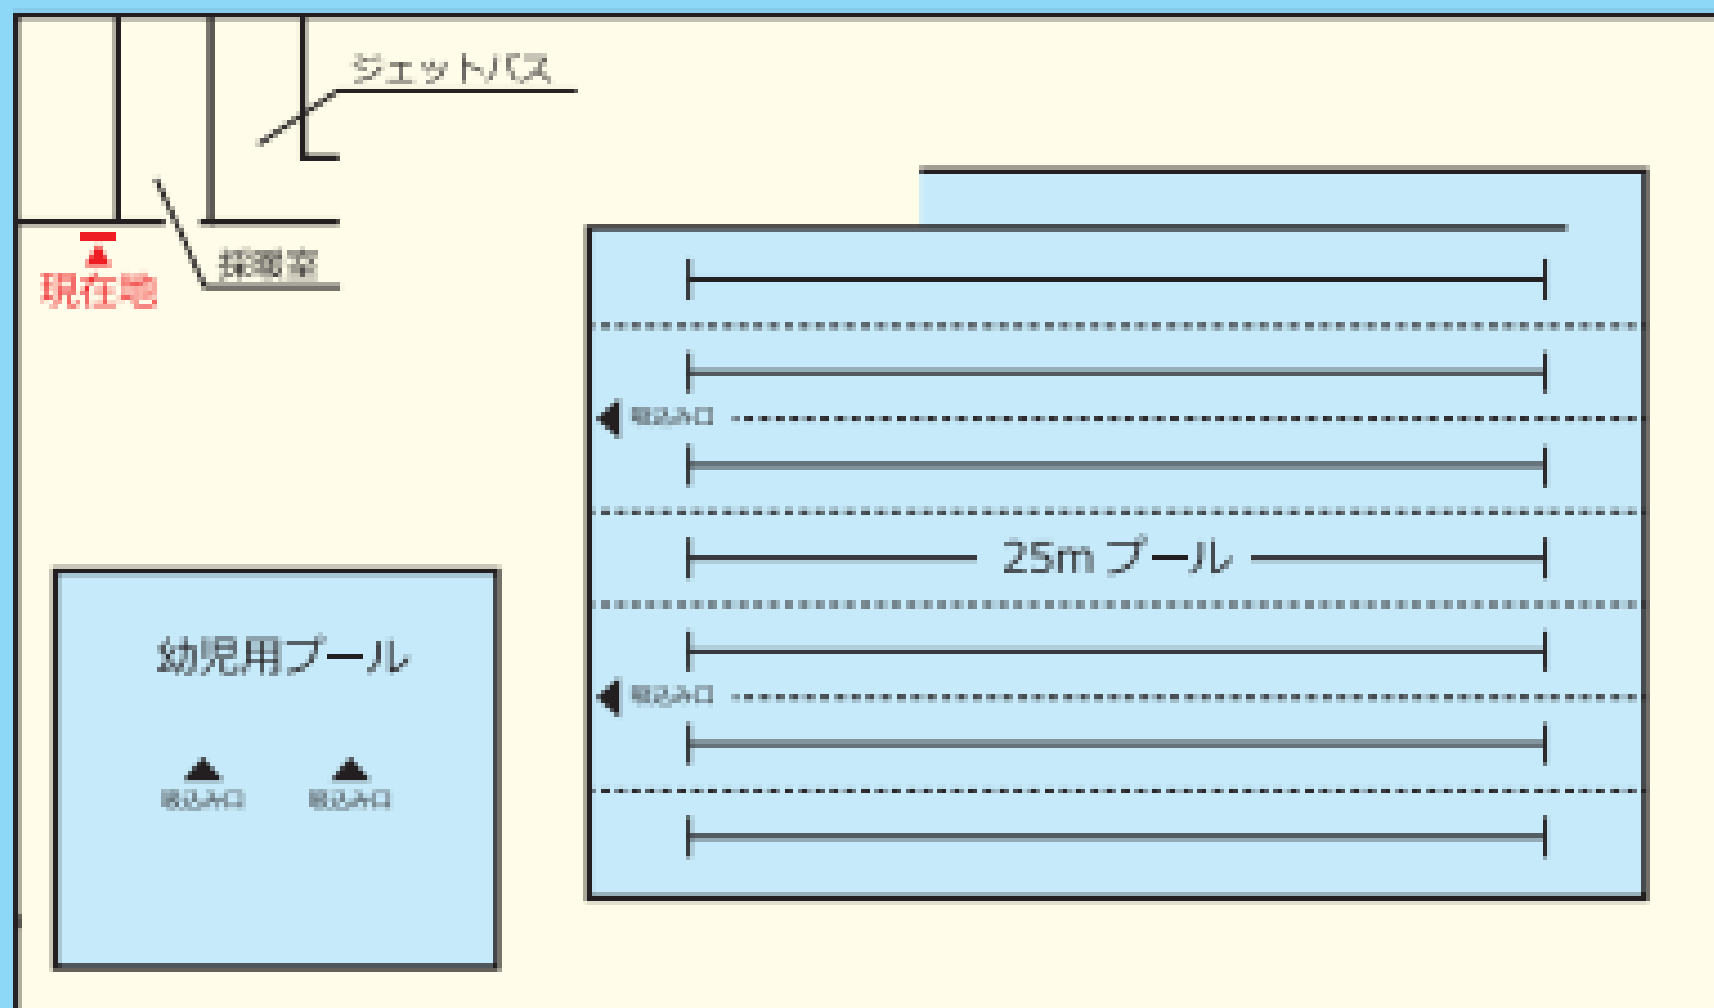 ジェットバス
採暖室
現在地
吸込み口
25m プール
吸込み口
幼児用プール
吸込み口
吸込み口